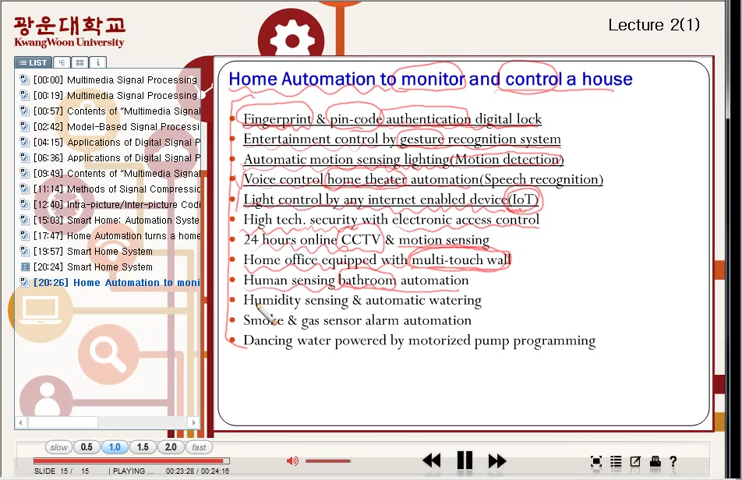 광운대학교
KwangWoon University
Lecture 2(1)
LIST
[00:00] Multimedia Signal Processing
[00:19] Multimedia Signal Processing
[00:57] Contents of "Multimedia Signal
[02:42] Model-Based Signal Processi
[04:15] Applications of Digital Signal P
[06:36] Applications of Digital Signal P
[09:49] Contents of "Multimedia Signal
[11:14] Methods of Signal Compress
[12:40] Intra-picture/Inter-picture Codi
[15:03] Smart Home: Automation Syste
[17:47] Home Automation turns a home
[19:57] Smart Home System
[20:24] Smart Home System
[20:26] Home Automation to moni
Home Automation to monitor and control a house
• Fingerprint & pin-code authentication digital lock
• Entertainment control by gesture recognition system
• Automatic motion sensing lighting(Motion detection)
• Voice control home theater automation(Speech recognition)
• Light control by any internet enabled device(IoT)
• High tech. security with electronic access control
• 24 hours online CCTV & motion sensing
• Home office equipped with multi-touch wall
• Human sensing bathroom automation
• Humidity sensing & automatic watering
• Smoke & gas sensor alarm automation
• Dancing water powered by motorized pump programming
slow 0.5 1.0 1.5 2.0 fast
SLIDE 15 / 15 | PLAYING ... 00:23:28 / 00:24:16